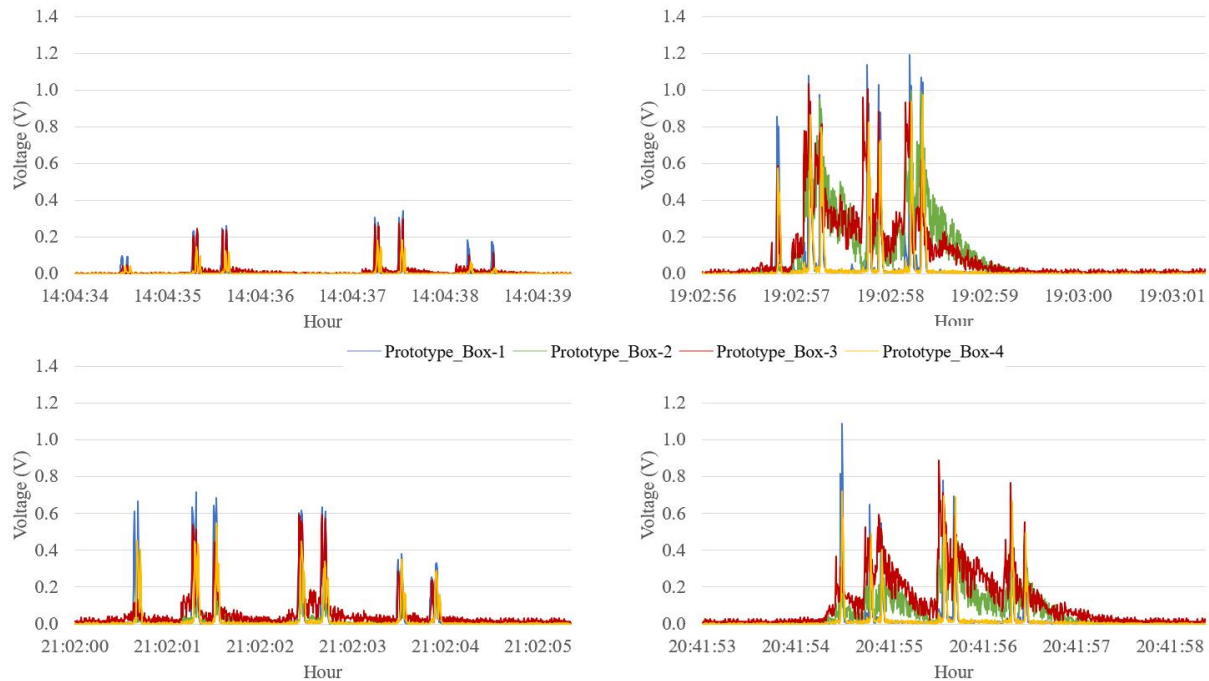 1.4
1.2
1.0
0.8
0.6
0.4
0.2
0.0
Voltage (V)
14:04:34 14:04:35 14:04:36 14:04:37 14:04:38 14:04:39
Hour
1.4
1.2
1.0
0.8
0.6
0.4
0.2
0.0
Voltage (V)
19:02:56 19:02:57 19:02:58 19:02:59 19:03:00 19:03:01
Hour
Prototype_Box-1 Prototype_Box-2 Prototype_Box-3 Prototype_Box-4
1.4
1.2
1.0
0.8
0.6
0.4
0.2
0.0
Voltage (V)
21:02:00 21:02:01 21:02:02 21:02:03 21:02:04 21:02:05
Hour
1.4
1.2
1.0
0.8
0.6
0.4
0.2
0.0
Voltage (V)
20:41:53 20:41:54 20:41:55 20:41:56 20:41:57 20:41:58
Hour